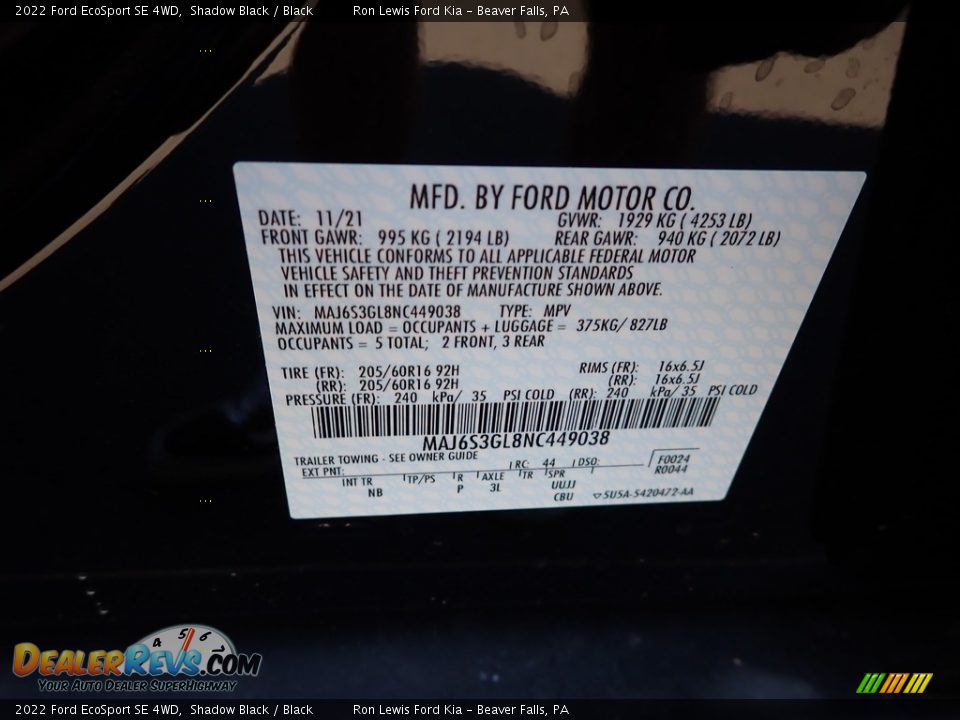 2022 Ford EcoSport SE 4WD, Shadow Black / Black Ron Lewis Ford Kia - Beaver Falls, PA
MFD. BY FORD MOTOR CO.
DATE: 11/21 GVWR: 1929 KG ( 4253 LB)
FRONT GAWR: 995 KG ( 2194 LB) REAR GAWR: 940 KG ( 2072 LB)
THIS VEHICLE CONFORMS TO ALL APPLICABLE FEDERAL MOTOR
VEHICLE SAFETY AND THEFT PREVENTION STANDARDS
IN EFFECT ON THE DATE OF MANUFACTURE SHOWN ABOVE.
VIN: MAJ6S3GL8NC449038 TYPE: MPV
MAXIMUM LOAD = OCCUPANTS + LUGGAGE = 375KG/ 827LB
OCCUPANTS = 5 TOTAL; 2 FRONT, 3 REAR
TIRE (FR): 205/60R16 92H RIMS (FR): 16x6.5J
(RR): 205/60R16 92H (RR): 16x6.5J
PRESSURE (FR): 240 kPa/ 35 PSI COLD (RR): 240 kPa/ 35 PSI COLD
MAJ6S3GL8NC449038
TRAILER TOWING - SEE OWNER GUIDE
EXT PNT: RC: 44 DSO: F0024
R0044
INT TR TP/PS R AXLE TR SPR
NB P 3L UUJJ
CBU 5U5A-5420472-AA
4 5 6
DEALERREVS.COM
YOUR AUTO DEALER SUPERHIGHWAY
2022 Ford EcoSport SE 4WD, Shadow Black / Black Ron Lewis Ford Kia - Beaver Falls, PA